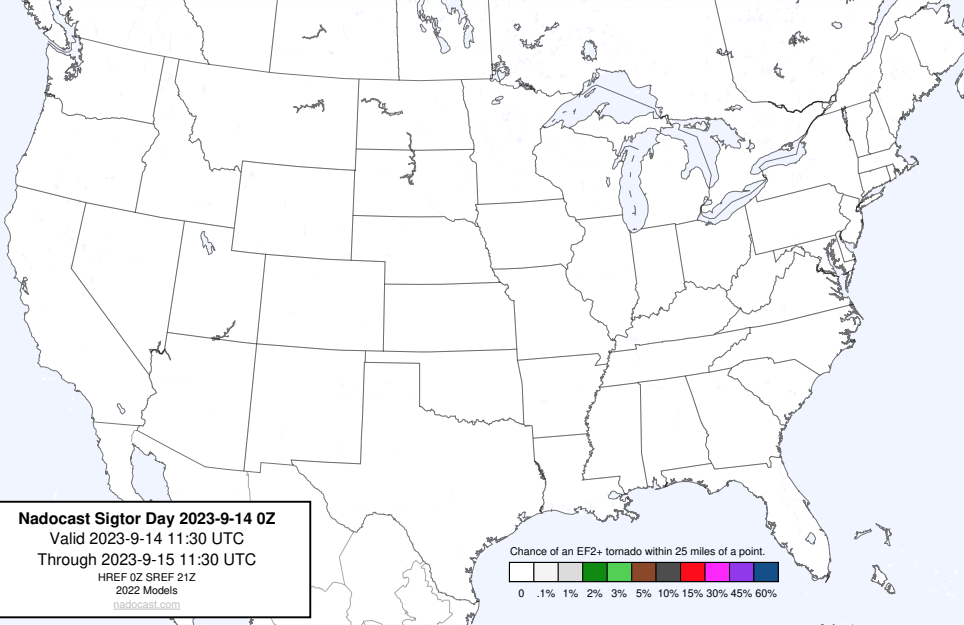 Nadocast Sigtor Day 2023-9-14 0Z
Valid 2023-9-14 11:30 UTC
Through 2023-9-15 11:30 UTC
HREF 0Z SREF 21Z
2022 Models
nadocast.com
Chance of an EF2+ tornado within 25 miles of a point.
0 .1% 1% 2% 3% 5% 10% 15% 30% 45% 60%